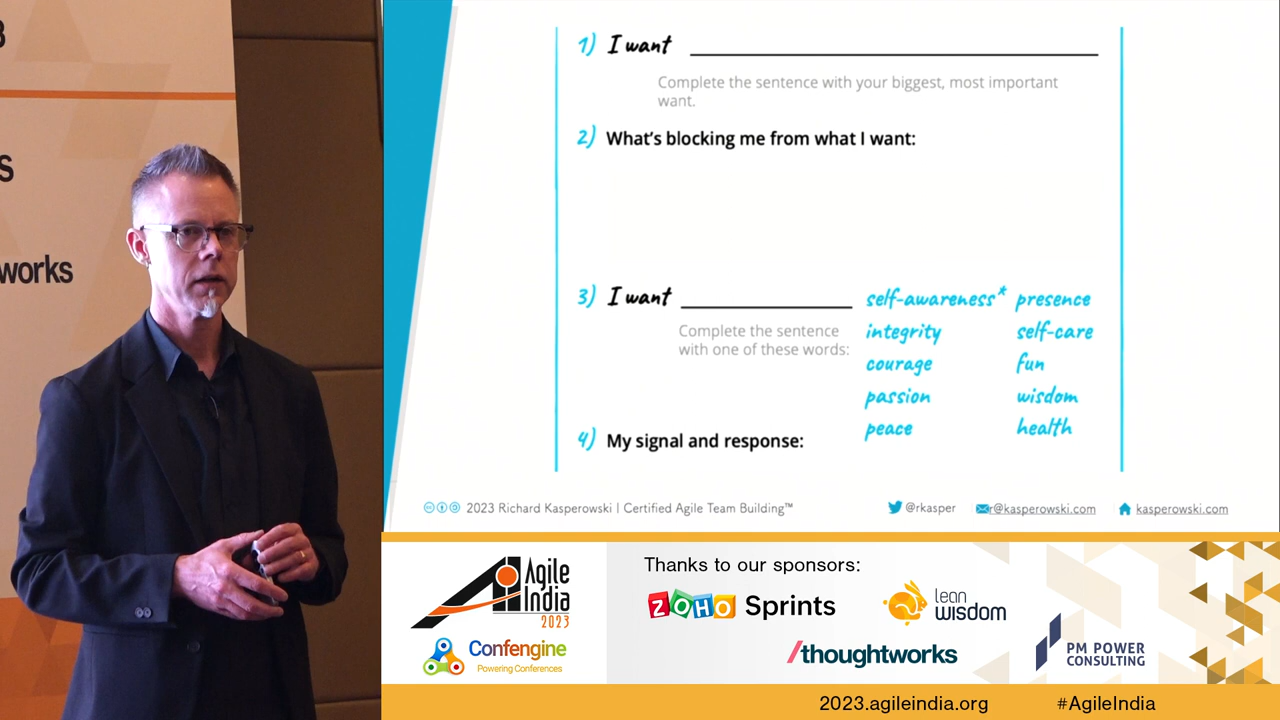 3
S
works
1) I want
Complete the sentence with your biggest, most important
want.
2) What's blocking me from what I want:
3) I want
Complete the sentence
with one of these words:
self-awareness* presence
integrity self-care
courage fun
passion wisdom
peace health
4) My signal and response:
2023 Richard Kasperowski | Certified Agile Team Building™
@rkasper r@kasperowski.com kasperowski.com
Agile
India
2023
Confengine
Powering Conferences
Thanks to our sponsors:
ZOHO Sprints
lean
wisdom
/thoughtworks
PM POWER
CONSULTING
2023.agileindia.org #AgileIndia